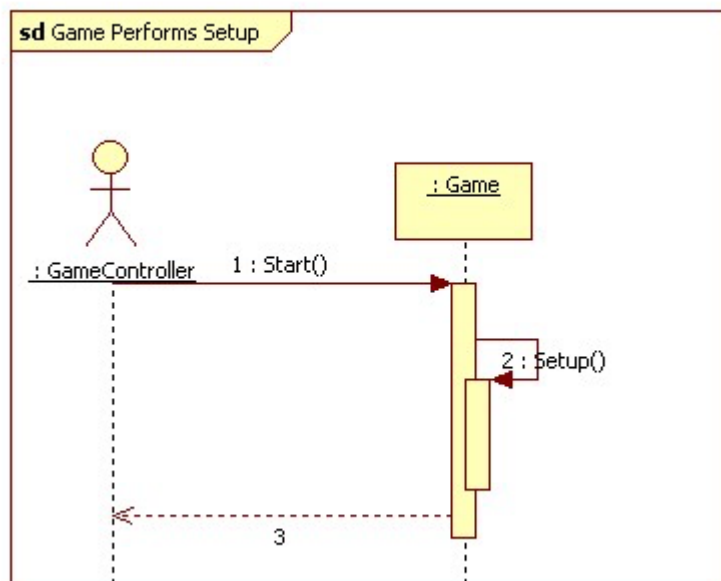 sd Game Performs Setup
: Game
: GameController
1 : Start()
2 : Setup()
3